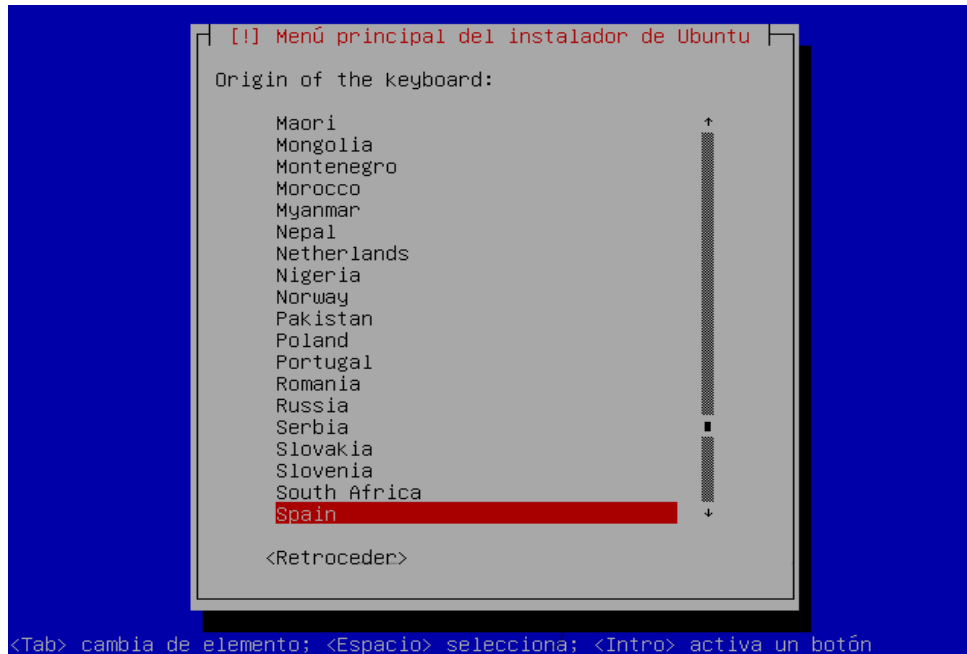 [!] Menú principal del instalador de Ubuntu
Origin of the keyboard:
Maori
Mongolia
Montenegro
Morocco
Myanmar
Nepal
Netherlands
Nigeria
Norway
Pakistan
Poland
Portugal
Romania
Russia
Serbia
Slovakia
Slovenia
South Africa
Spain
<Retroceder>
<Tab> cambia de elemento; <Espacio> selecciona; <Intro> activa un botón